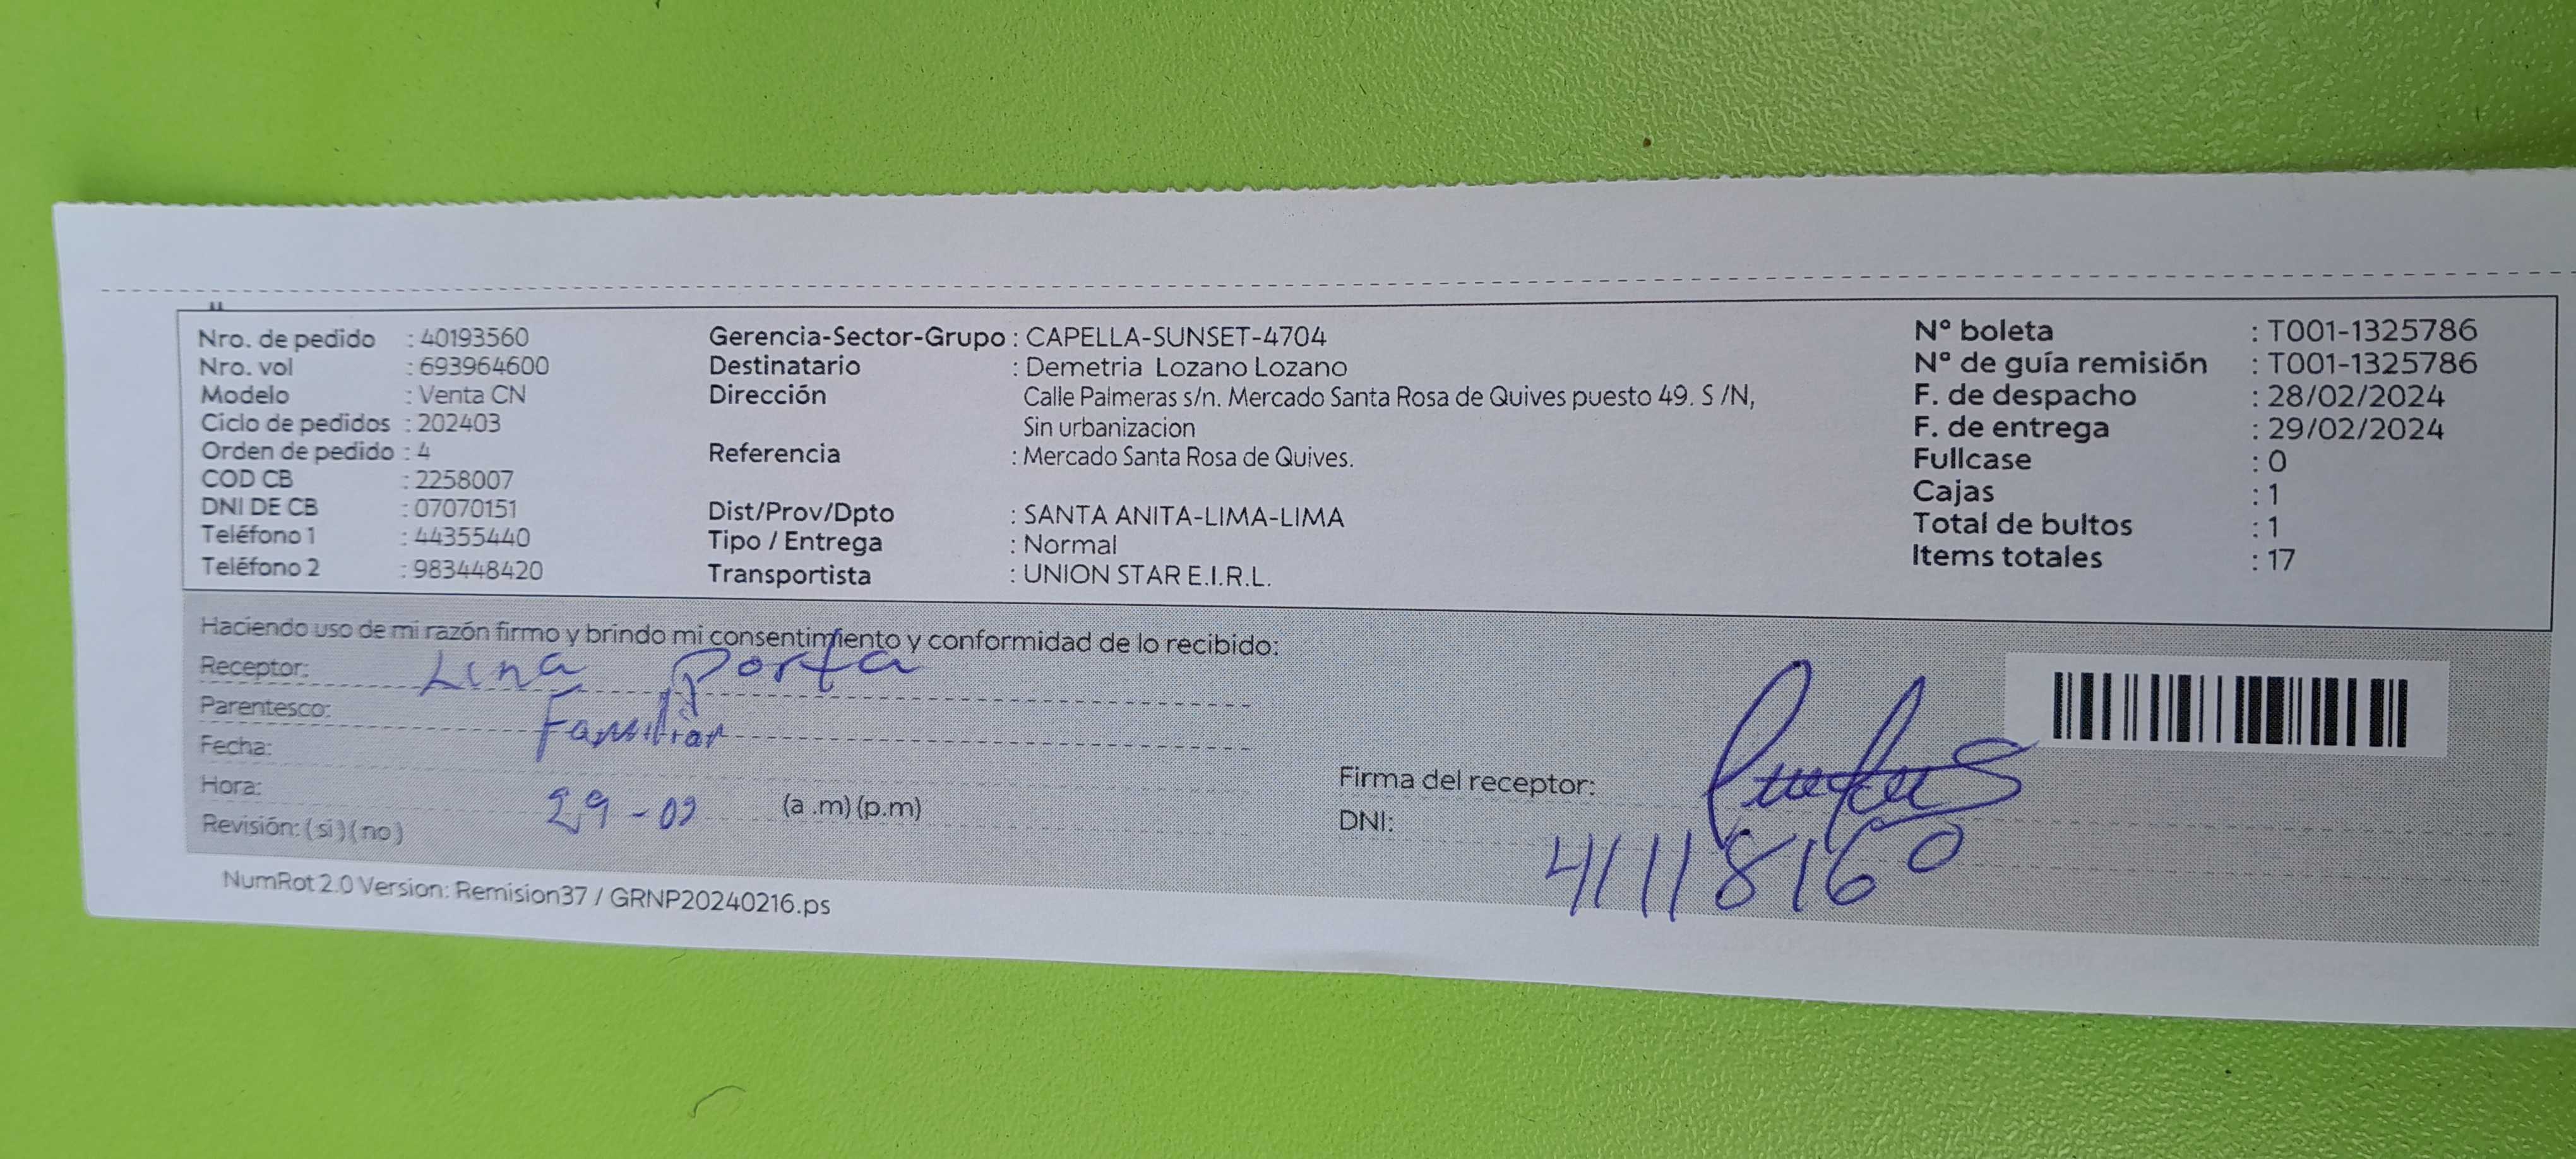 Nro. de pedido : 40193560
Nro. vol : 693964600
Modelo : Venta CN
Ciclo de pedidos : 202403
Orden de pedido : 4
COD CB : 2258007
DNI DE CB : 07070151
Teléfono 1 : 44355440
Teléfono 2 : 983448420
Gerencia-Sector-Grupo : CAPELLA-SUNSET-4704
Destinatario : Demetria Lozano Lozano
Dirección Calle Palmeras s/n. Mercado Santa Rosa de Quives puesto 49. S /N,
Sin urbanizacion
Referencia : Mercado Santa Rosa de Quives.
Dist/Prov/Dpto : SANTA ANITA-LIMA-LIMA
Tipo / Entrega : Normal
Transportista : UNION STAR E.I.R.L.
N° boleta : T001-1325786
N° de guía remisión : T001-1325786
F. de despacho : 28/02/2024
F. de entrega : 29/02/2024
Fullcase : 0
Cajas : 1
Total de bultos : 1
Items totales : 17
Haciendo uso de mi razón firmo y brindo mi consentimiento y conformidad de lo recibido:
Receptor: Lina Porta
Parentesco: Familiar
Fecha:
Hora: 29-02 (a .m) (p.m)
Revisión: ( si ) ( no )
Firma del receptor:
DNI: 41118160
NumRot 2.0 Version: Remision37 / GRNP20240216.ps